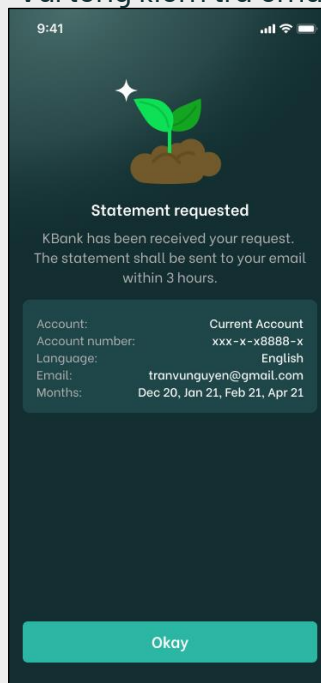 9:41
Statement requested
KBank has been received your request.
The statement shall be sent to your email
within 3 hours.
Account: Current Account
Account number: xxx-x-x8888-x
Language: English
Email: tranvunguyen@gmail.com
Months: Dec 20, Jan 21, Feb 21, Apr 21
Okay